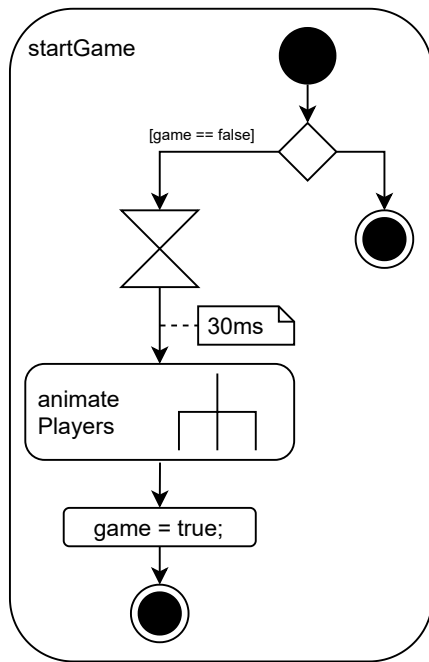 startGame
[game == false]
30ms
animate
Players
game = true;